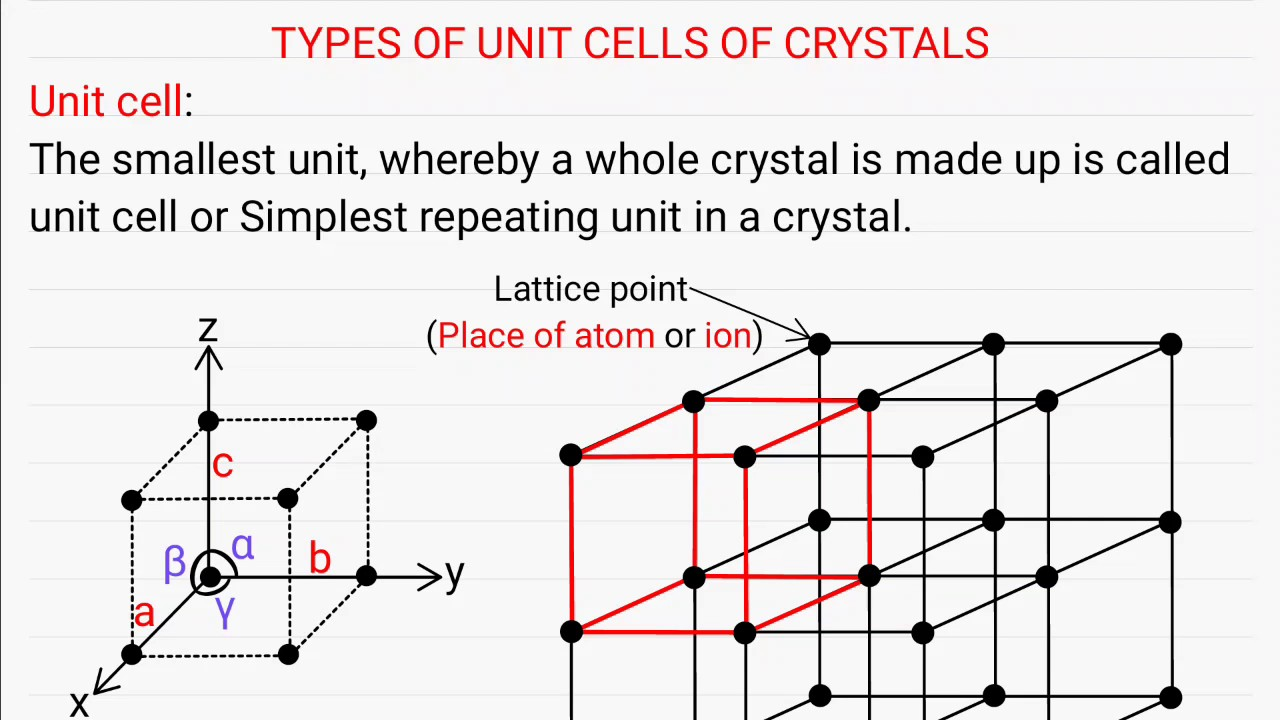 TYPES OF UNIT CELLS OF CRYSTALS
Unit cell:
The smallest unit, whereby a whole crystal is made up is called
unit cell or Simplest repeating unit in a crystal.
Lattice point
(Place of atom or ion)
z
c
β
α
b
y
a
γ
x